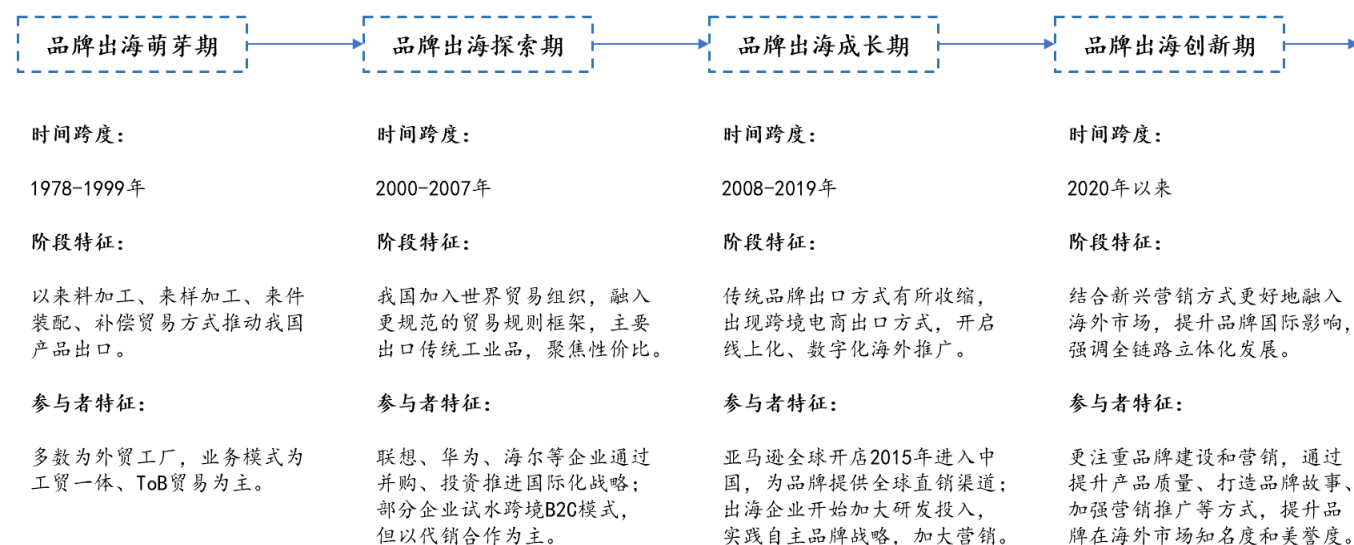 品牌出海萌芽期
品牌出海探索期
品牌出海成长期
品牌出海创新期
时间跨度：
1978-1999年
阶段特征：
以来料加工、来样加工、来件
装配、补偿贸易方式推动我国
产品出口。
参与者特征：
多数为外贸工厂，业务模式为
工贸一体、ToB贸易为主。
时间跨度：
2000-2007年
阶段特征：
我国加入世界贸易组织，融入
更规范的贸易规则框架，主要
出口传统工业品，聚焦性价比。
参与者特征：
联想、华为、海尔等企业通过
并购、投资推进国际化战略；
部分企业试水跨境B2C模式，
但以代销合作为主。
时间跨度：
2008-2019年
阶段特征：
传统品牌出口方式有所收缩，
出现跨境电商出口方式，开启
线上化、数字化海外推广。
参与者特征：
亚马逊全球开店2015年进入中
国，为品牌提供全球直销渠道；
出海企业开始加大研发投入，
实践自主品牌战略，加大营销。
时间跨度：
2020年以来
阶段特征：
结合新兴营销方式更好地融入
海外市场，提升品牌国际影响，
强调全链路立体化发展。
参与者特征：
更注重品牌建设和营销，通过
提升产品质量、打造品牌故事、
加强营销推广等方式，提升品
牌在海外市场知名度和美誉度。